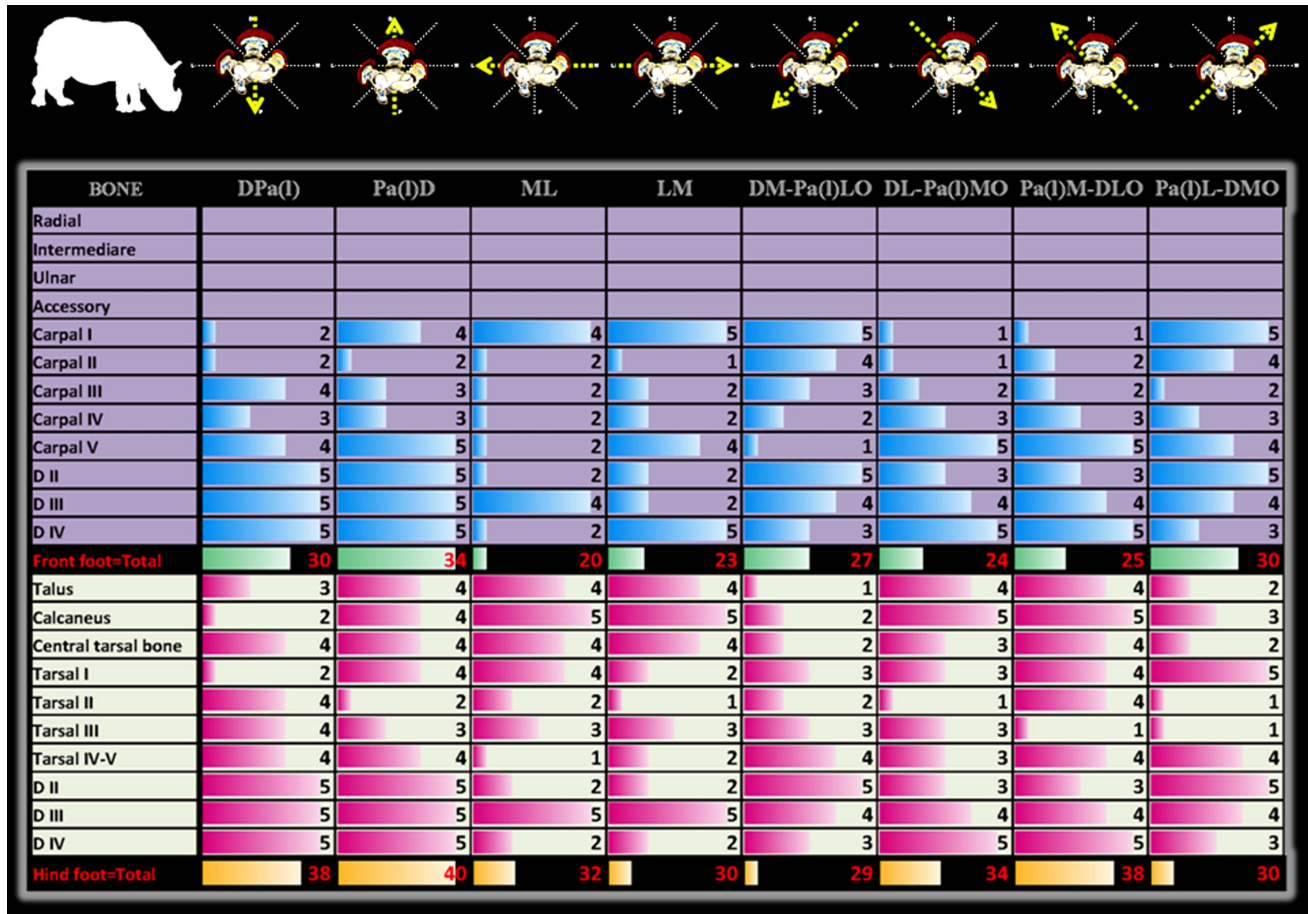 BONE DPa(l) Pa(l)D ML LM DM-Pa(l)LO DL-Pa(l)MO Pa(l)M-DLO Pa(l)L-DMO
Radial
Intermediare
Ulnar
Accessory
Carpal I 2 4 4 5 5 1 1 5
Carpal II 2 2 2 1 4 1 2 4
Carpal III 4 3 2 2 3 2 2 2
Carpal IV 3 3 2 2 2 3 3 3
Carpal V 4 5 2 4 1 5 5 4
D II 5 5 2 2 5 3 3 5
D III 5 5 4 2 4 4 4 4
D IV 5 5 2 5 3 5 5 3
Front foot=Total 30 34 20 23 27 24 25 30
Talus 3 4 4 4 1 4 4 2
Calcaneus 2 4 5 5 2 5 5 3
Central tarsal bone 4 4 4 4 2 3 4 2
Tarsal I 2 4 4 2 3 3 4 5
Tarsal II 4 2 2 1 2 1 4 1
Tarsal III 4 3 3 3 3 3 1 1
Tarsal IV-V 4 4 1 2 4 3 4 4
D II 5 5 2 2 5 3 3 5
D III 5 5 5 5 4 4 4 4
D IV 5 5 2 2 3 5 5 3
Hind foot=Total 38 40 32 30 29 34 38 30